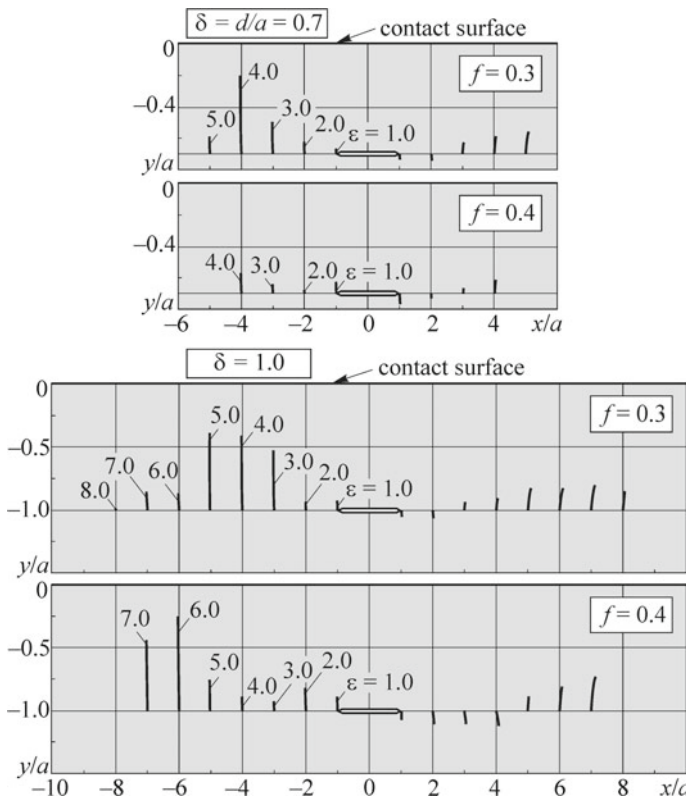 δ = d/a = 0.7
contact surface
0
4.0
f = 0.3
−0.4
5.0
3.0
2.0
ε = 1.0
y/a
0
f = 0.4
−0.4
4.0
3.0
2.0
ε = 1.0
y/a
−6
−4
−2
0
2
4
x/a
δ = 1.0
contact surface
0
5.0
4.0
f = 0.3
−0.5
7.0
6.0
3.0
8.0
2.0
ε = 1.0
−1.0
y/a
0
7.0
6.0
f = 0.4
−0.5
5.0
4.0
3.0
2.0
ε = 1.0
−1.0
y/a
−10
−8
−6
−4
−2
0
2
4
6
8
x/a